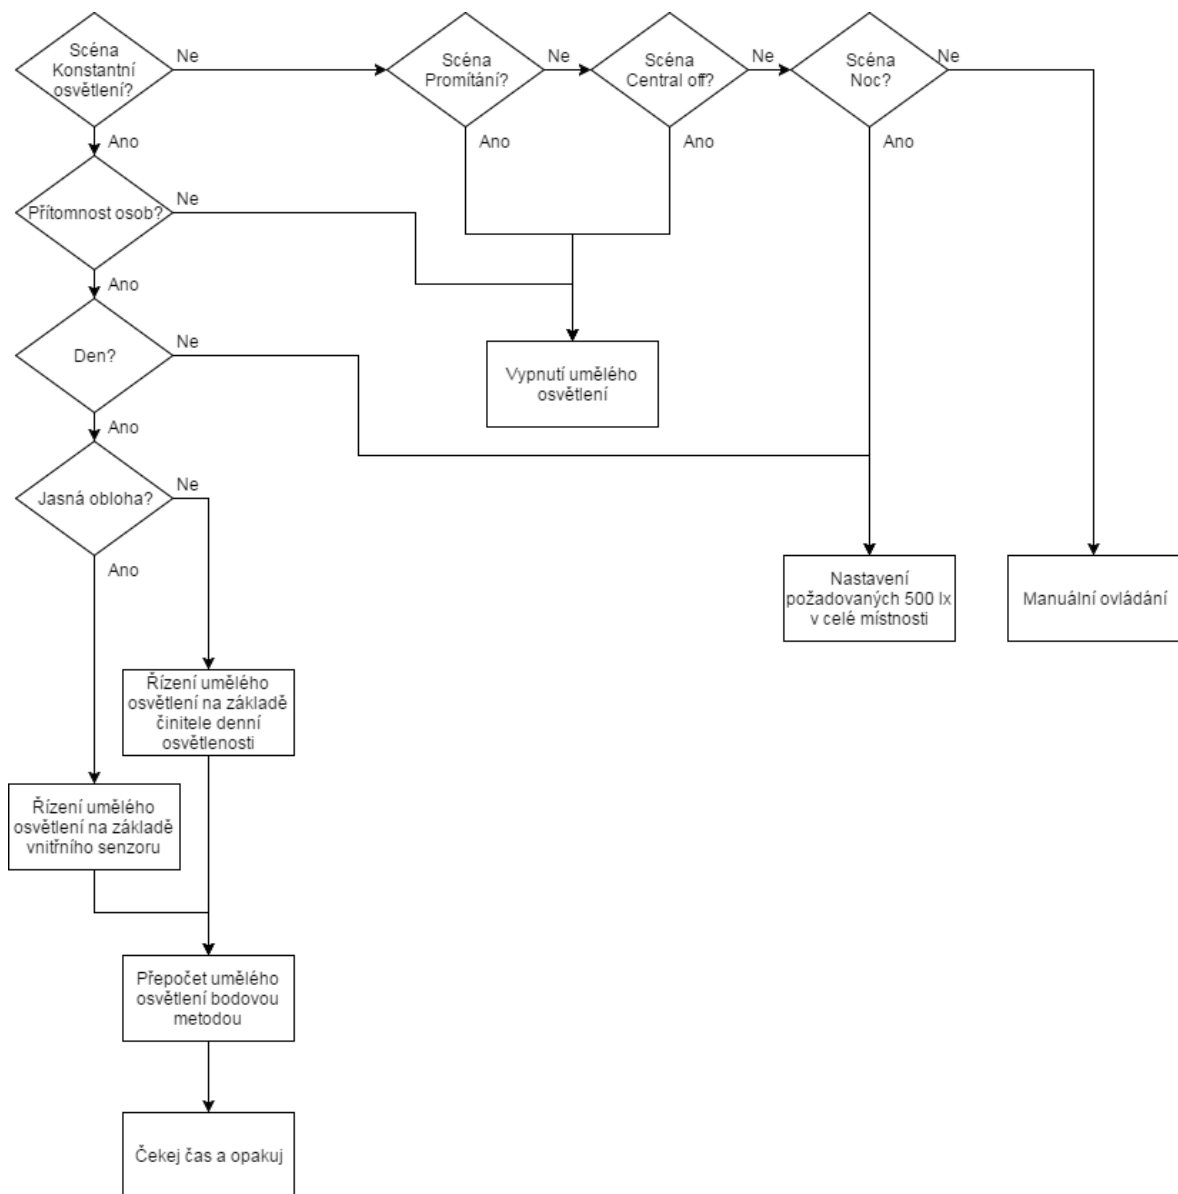 Scéna
Konstantní
osvětlení?
Ne
Scéna
Promítání?
Ne
Scéna
Central off?
Ne
Scéna
Noc?
Ne
Ano
Ano
Ano
Ano
Přítomnost osob?
Ne
Ano
Den?
Ne
Vypnutí umělého
osvětlení
Ano
Jasná obloha?
Ne
Ano
Nastavení
požadovaných 500 lx
v celé místnosti
Manuální ovládání
Řízení umělého
osvětlení na základě
činitele denní
osvětlenosti
Řízení umělého
osvětlení na základě
vnitřního senzoru
Přepočet umělého
osvětlení bodovou
metodou
Čekej čas a opakuj